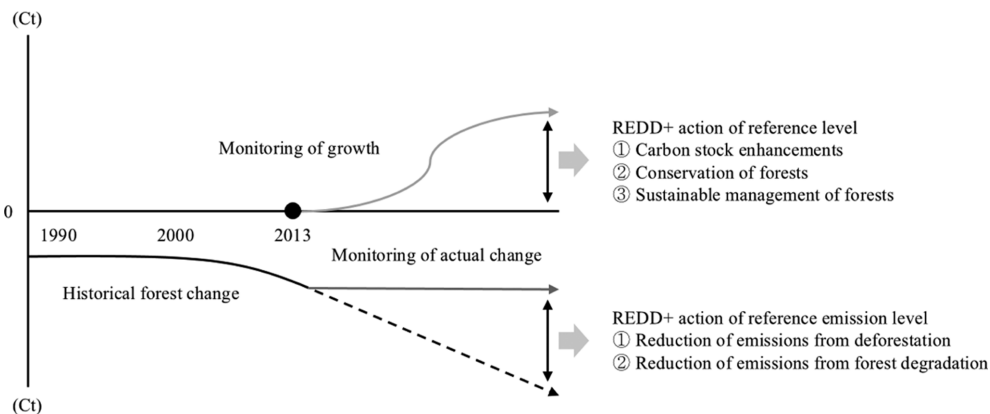 (Ct)
Monitoring of growth
REDD+ action of reference level
① Carbon stock enhancements
② Conservation of forests
③ Sustainable management of forests
0
1990
2000
2013
Monitoring of actual change
Historical forest change
REDD+ action of reference emission level
① Reduction of emissions from deforestation
② Reduction of emissions from forest degradation
(Ct)